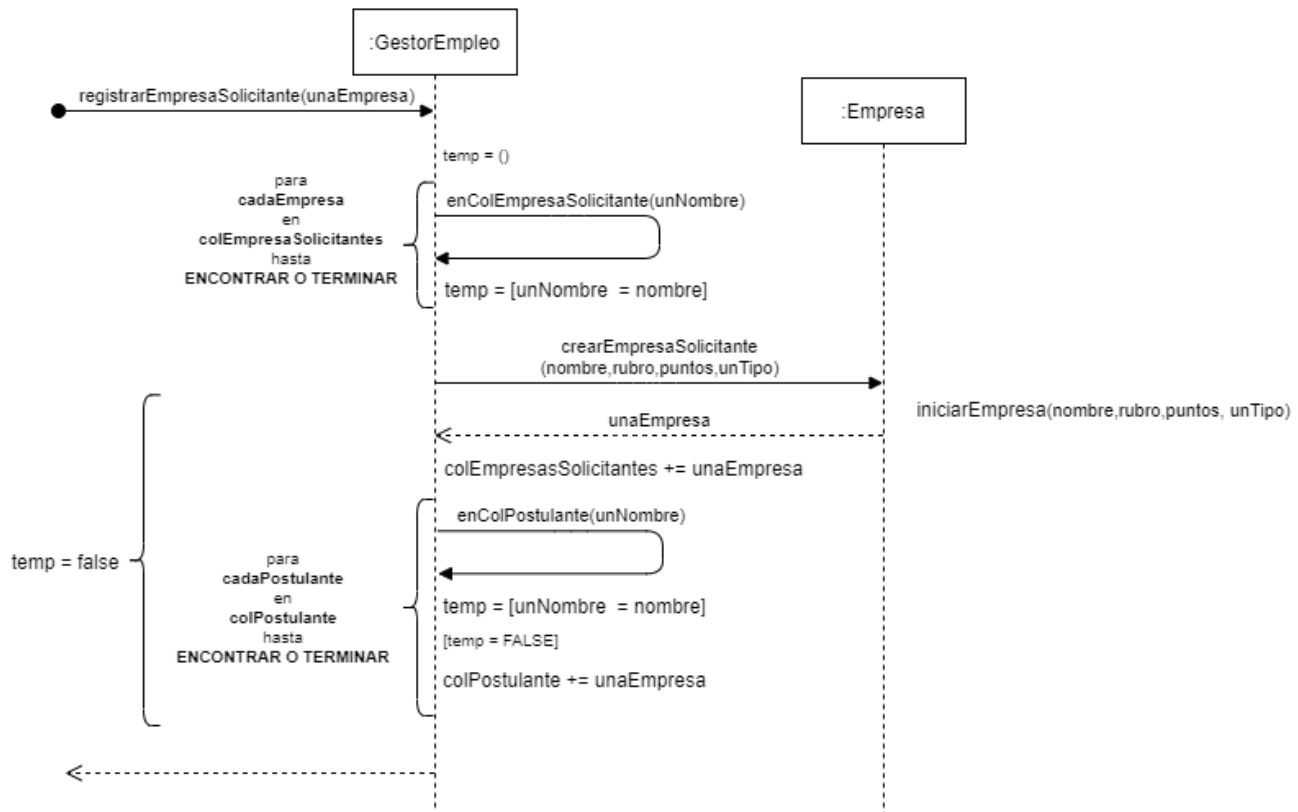 :GestorEmpleo
registrarEmpresaSolicitante(unaEmpresa)
:Empresa
temp = ()
para
cadaEmpresa
en
colEmpresaSolicitantes
hasta
ENCONTRAR O TERMINAR
enColEmpresaSolicitante(unNombre)
temp = [unNombre = nombre]
crearEmpresaSolicitante
(nombre,rubro,puntos,unTipo)
iniciarEmpresa(nombre,rubro,puntos, unTipo)
unaEmpresa
colEmpresasSolicitantes += unaEmpresa
temp = false
para
cadaPostulante
en
colPostulante
hasta
ENCONTRAR O TERMINAR
enColPostulante(unNombre)
temp = [unNombre = nombre]
[temp = FALSE]
colPostulante += unaEmpresa